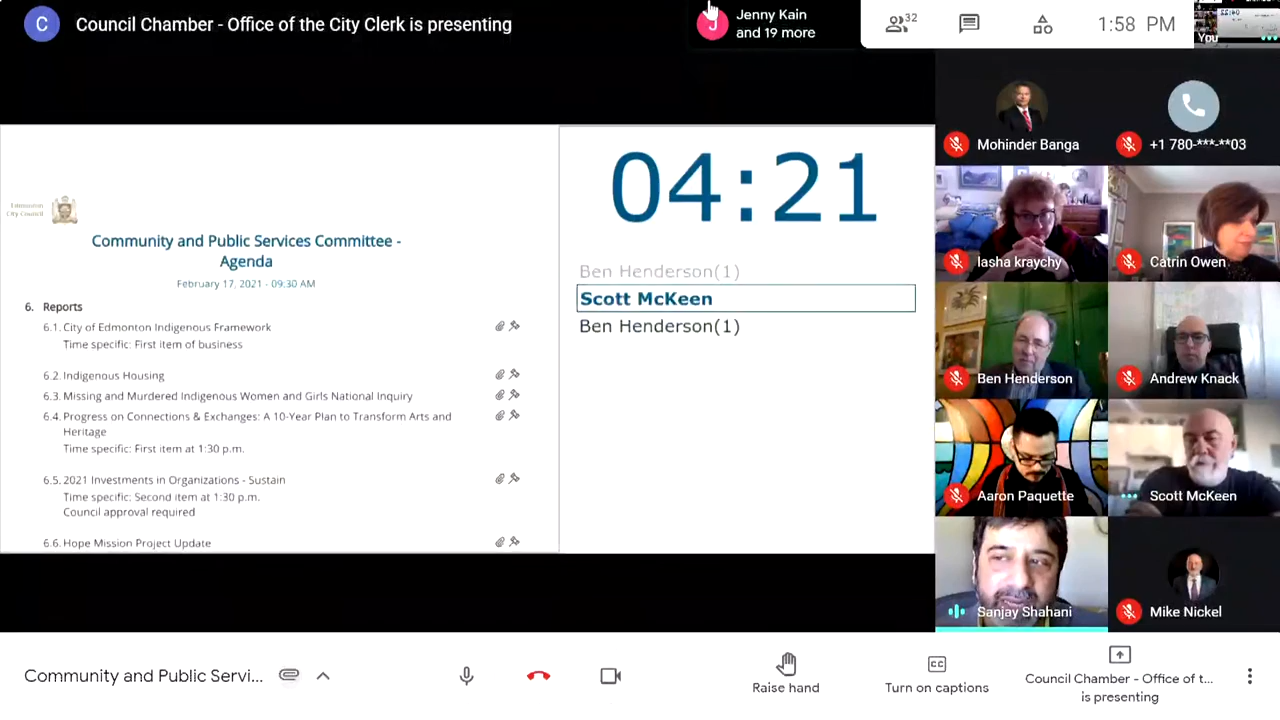 C
Council Chamber - Office of the City Clerk is presenting
J
Jenny Kain
and 19 more
32
1:58 PM
You
Mohinder Banga
+1 780-***-**03
Iasha kraychy
Catrin Owen
Ben Henderson
Andrew Knack
Aaron Paquette
Scott McKeen
Sanjay Shahani
Mike Nickel
Edmonton
City Council
Community and Public Services Committee -
Agenda
February 17, 2021 - 09:30 AM
6. Reports
6.1. City of Edmonton Indigenous Framework
Time specific: First item of business
6.2. Indigenous Housing
6.3. Missing and Murdered Indigenous Women and Girls National Inquiry
6.4. Progress on Connections & Exchanges: A 10-Year Plan to Transform Arts and
Heritage
Time specific: First item at 1:30 p.m.
6.5. 2021 Investments in Organizations - Sustain
Time specific: Second item at 1:30 p.m.
Council approval required
6.6. Hope Mission Project Update
04:21
Ben Henderson(1)
Scott McKeen
Ben Henderson(1)
Community and Public Servi...
Raise hand
CC
Turn on captions
Council Chamber - Office of t...
is presenting